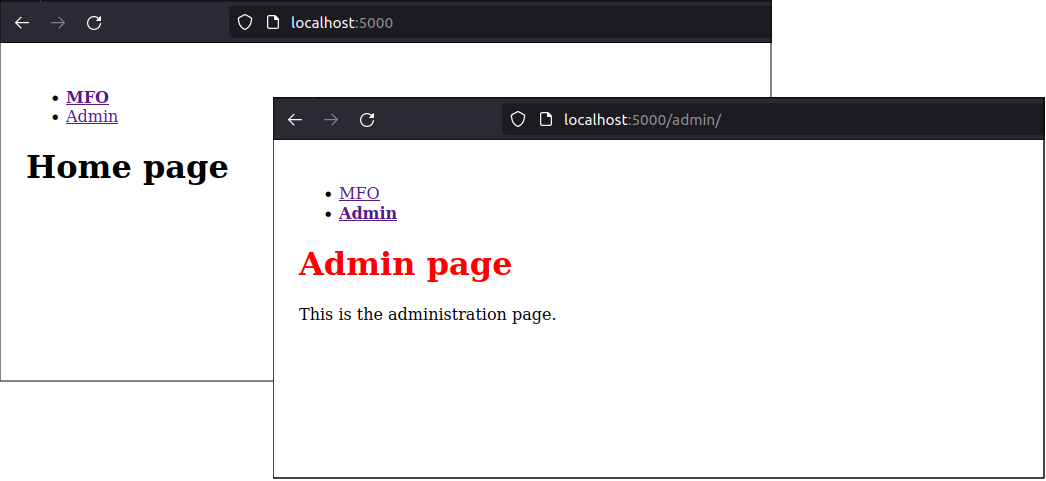 localhost:5000
MFO
Admin
Home page
localhost:5000/admin/
MFO
Admin
Admin page
This is the administration page.